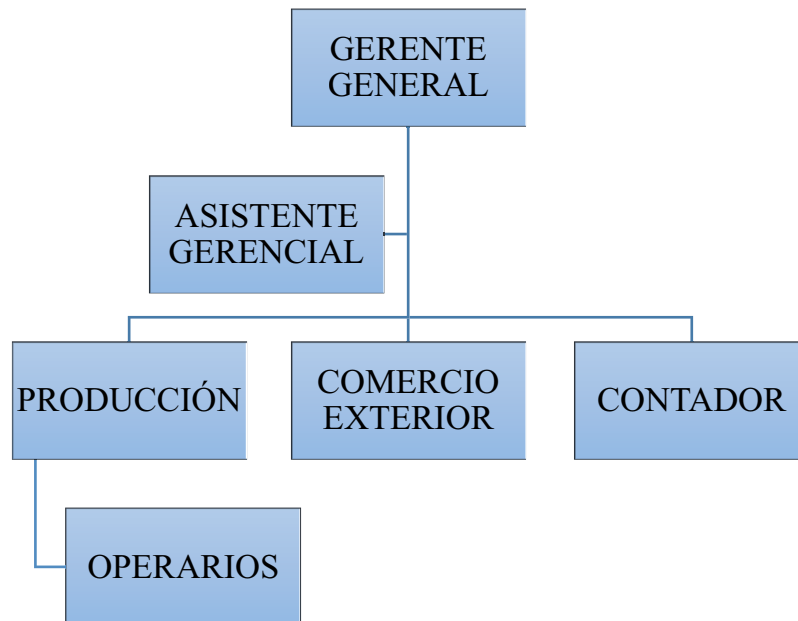 GERENTE
GENERAL
ASISTENTE
GERENCIAL
PRODUCCIÓN
COMERCIO
EXTERIOR
CONTADOR
OPERARIOS